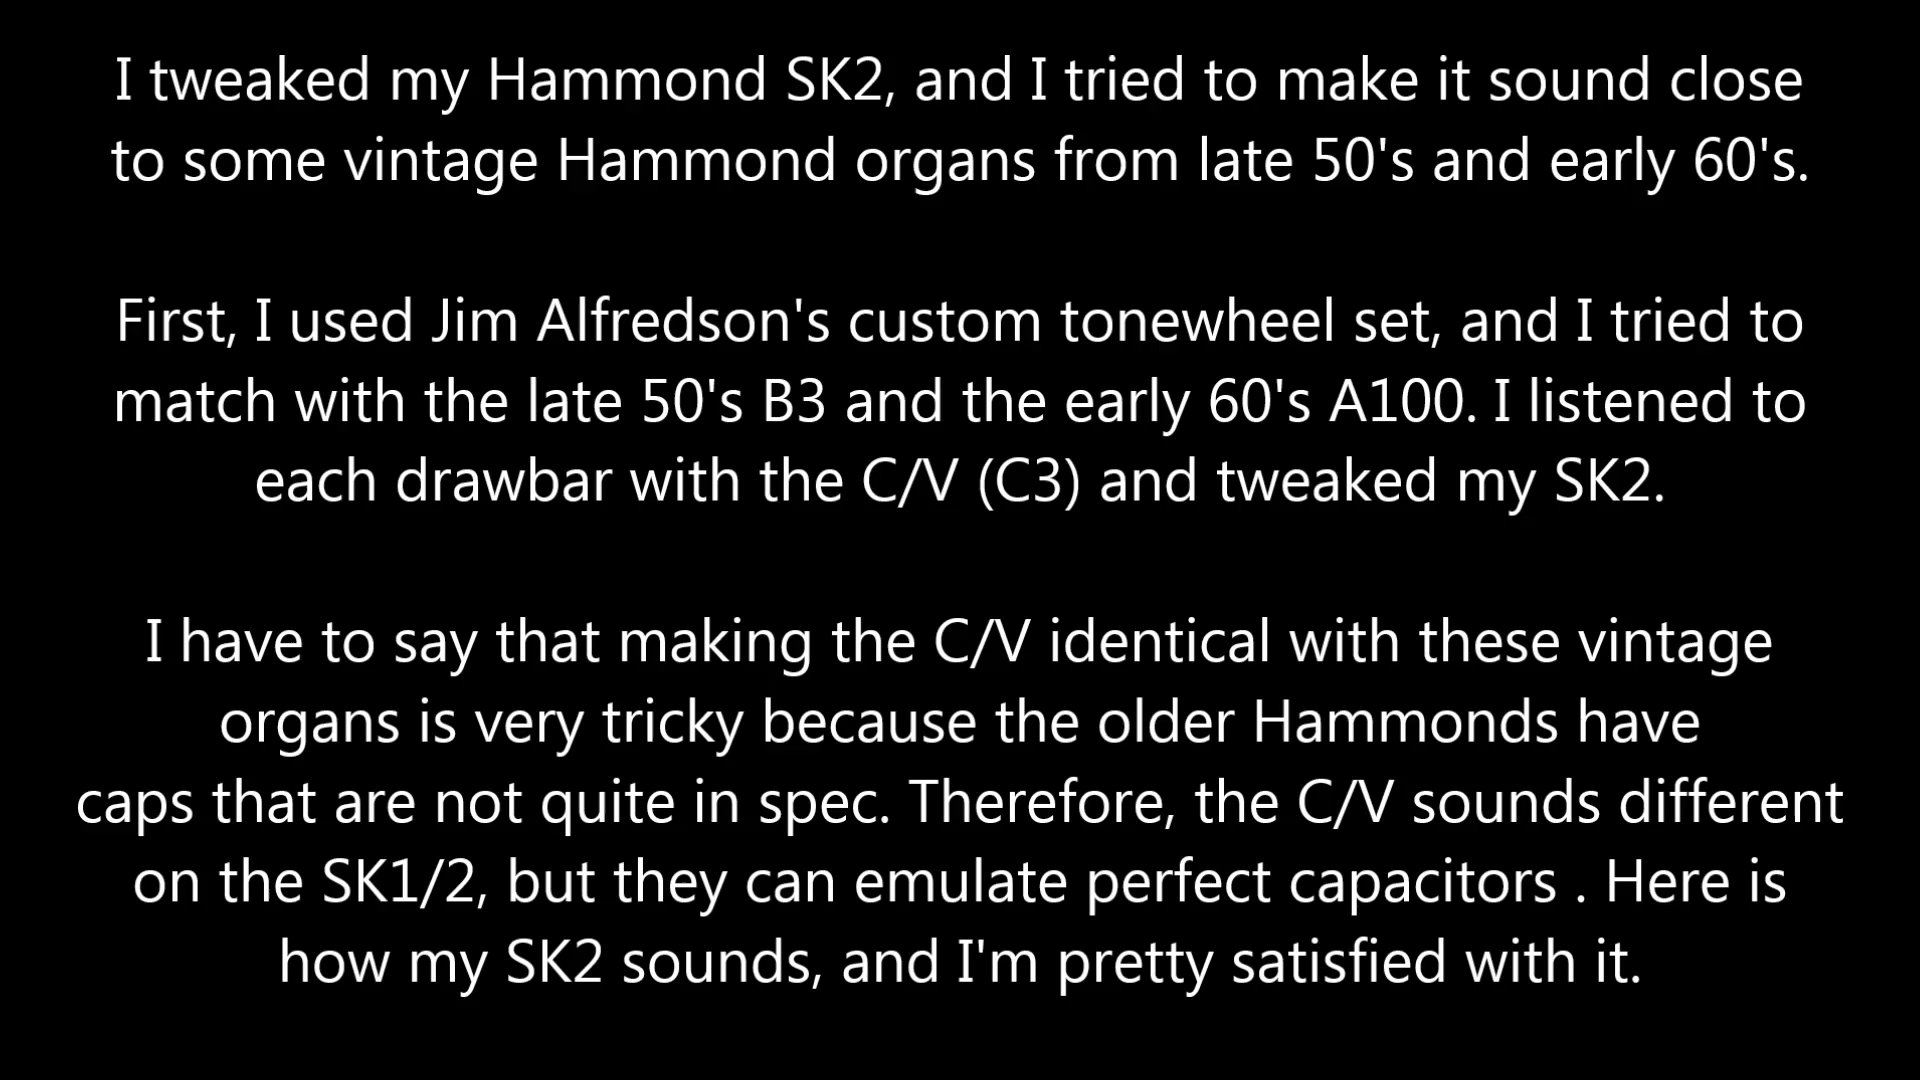 I tweaked my Hammond SK2, and I tried to make it sound close
to some vintage Hammond organs from late 50's and early 60's.
First, I used Jim Alfredson's custom tonewheel set, and I tried to
match with the late 50's B3 and the early 60's A100. I listened to
each drawbar with the C/V (C3) and tweaked my SK2.
I have to say that making the C/V identical with these vintage
organs is very tricky because the older Hammonds have
caps that are not quite in spec. Therefore, the C/V sounds different
on the SK1/2, but they can emulate perfect capacitors . Here is
how my SK2 sounds, and I'm pretty satisfied with it.